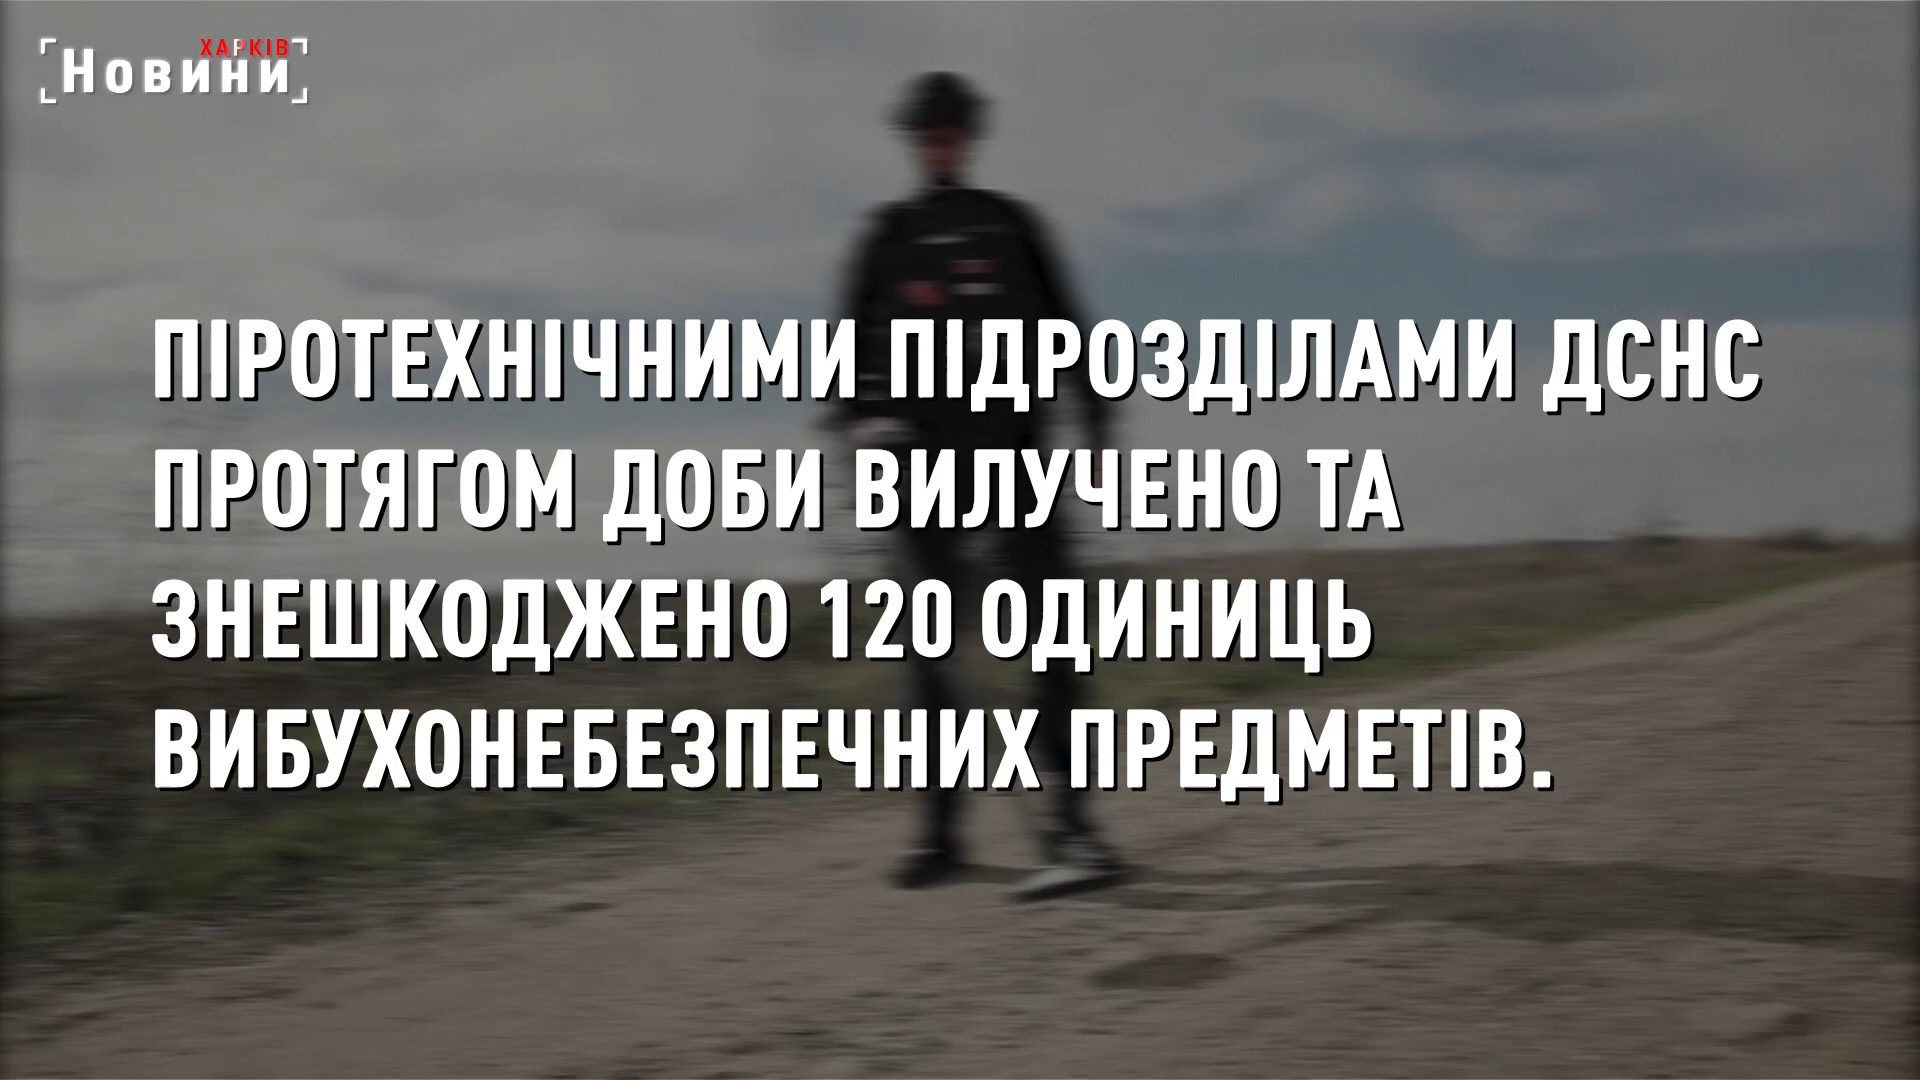 ХАРКІВ
Новини
ПІРОТЕХНІЧНИМИ ПІДРОЗДІЛАМИ ДСНС
ПРОТЯГОМ ДОБИ ВИЛУЧЕНО ТА
ЗНЕШКОДЖЕНО 120 ОДИНИЦЬ
ВИБУХОНЕБЕЗПЕЧНИХ ПРЕДМЕТІВ.